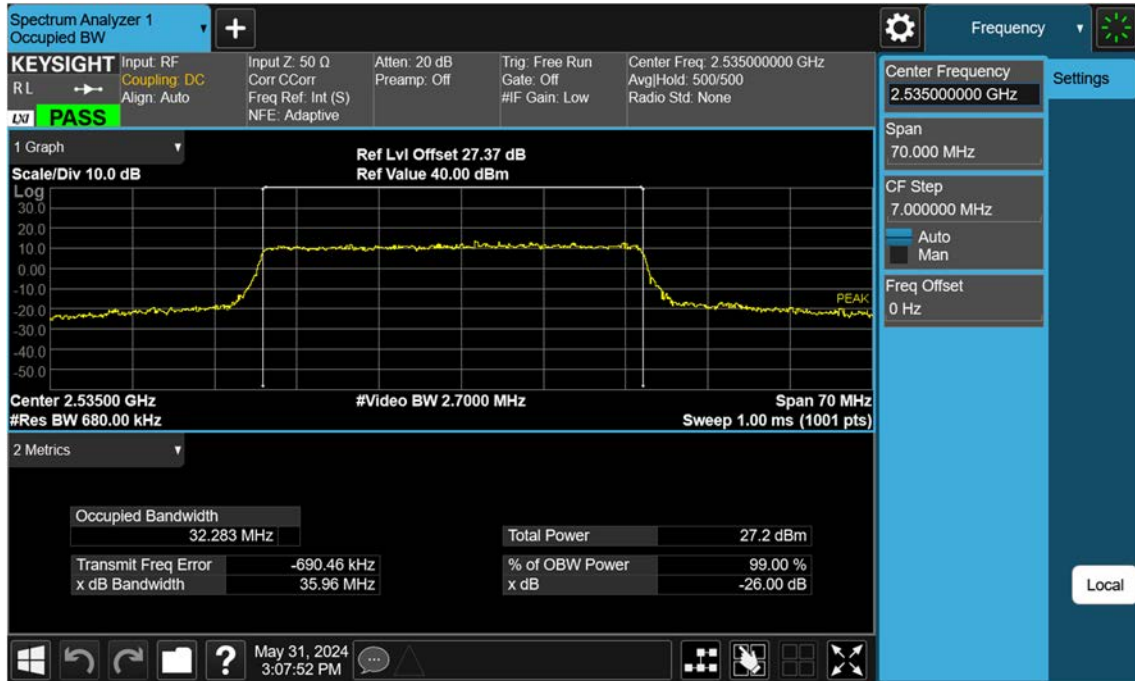 Spectrum Analyzer 1
Occupied BW
Frequency
KEYSIGHT
RL
LXI
PASS
Input: RF
Coupling: DC
Align: Auto
Input Z: 50 Ω
Corr CCorr
Freq Ref: Int (S)
NFE: Adaptive
Atten: 20 dB
Preamp: Off
Trig: Free Run
Gate: Off
#IF Gain: Low
Center Freq: 2.535000000 GHz
Avg|Hold: 500/500
Radio Std: None
Center Frequency
2.535000000 GHz
Settings
Span
70.000 MHz
CF Step
7.000000 MHz
Auto
Man
Freq Offset
0 Hz
1 Graph
Scale/Div 10.0 dB
Ref Lvl Offset 27.37 dB
Ref Value 40.00 dBm
Log
30.0
20.0
10.0
0.00
-10.0
-20.0
-30.0
-40.0
-50.0
PEAK
Center 2.53500 GHz
#Video BW 2.7000 MHz
Span 70 MHz
#Res BW 680.00 kHz
Sweep 1.00 ms (1001 pts)
2 Metrics
Occupied Bandwidth
32.283 MHz
Total Power 27.2 dBm
Transmit Freq Error -690.46 kHz
% of OBW Power 99.00 %
x dB Bandwidth 35.96 MHz
x dB -26.00 dB
Local
?
May 31, 2024
3:07:52 PM